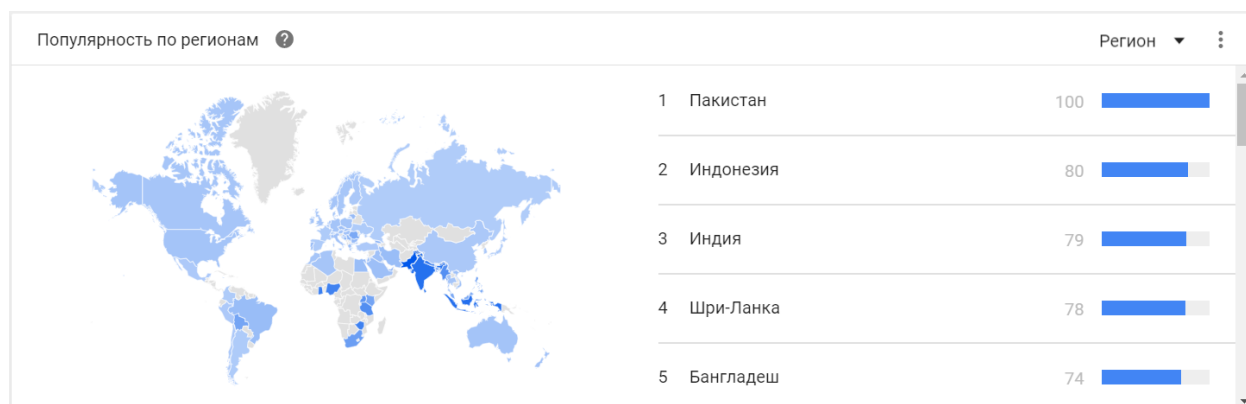 Популярность по регионам ?
Регион
1 Пакистан 100
2 Индонезия 80
3 Индия 79
4 Шри-Ланка 78
5 Бангладеш 74